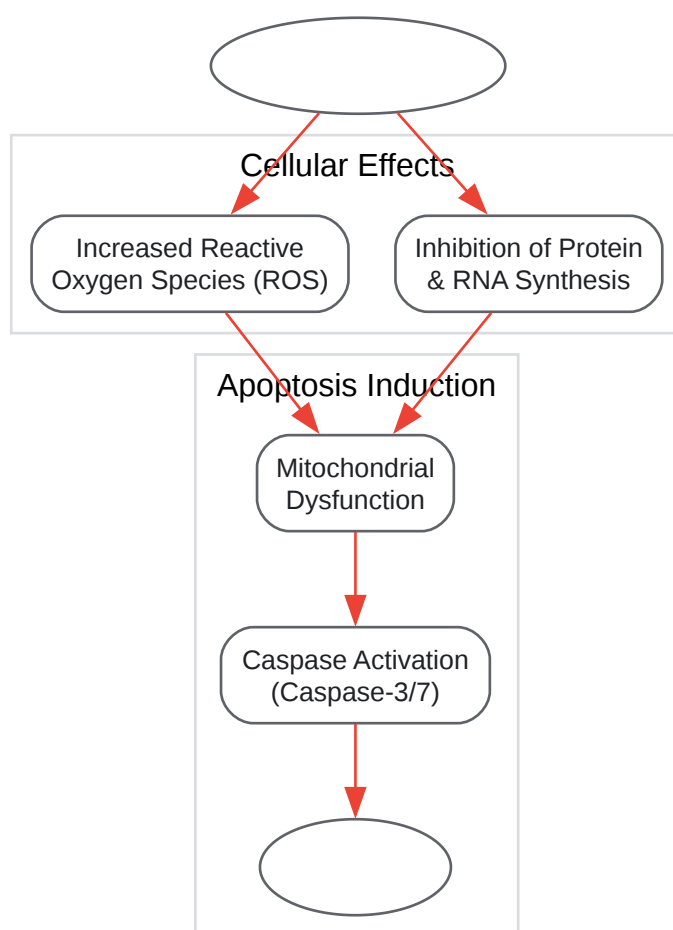 Cellular Effects
Increased Reactive
Oxygen Species (ROS)
Inhibition of Protein
& RNA Synthesis
Apoptosis Induction
Mitochondrial
Dysfunction
Caspase Activation
(Caspase-3/7)